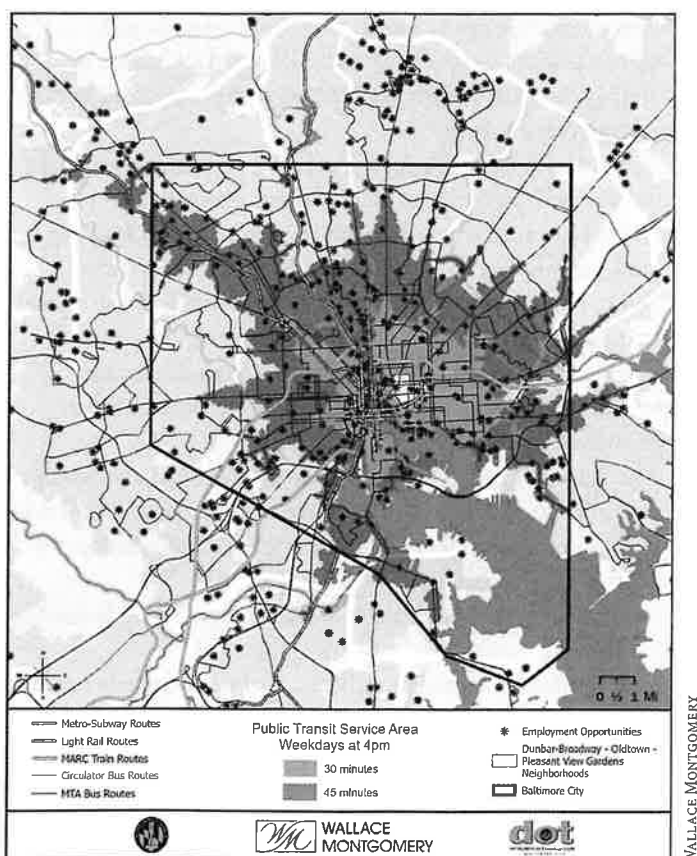 0 ½ 1 Mi
Metro-Subway Routes
Light Rail Routes
MARC Train Routes
Circulator Bus Routes
MTA Bus Routes
Public Transit Service Area
Weekdays at 4pm
30 minutes
45 minutes
Employment Opportunities
Dunbar-Broadway - Oldtown -
Pleasant View Gardens
Neighborhoods
Baltimore City
WM WALLACE
MONTGOMERY
dot
WALLACE MONTGOMERY